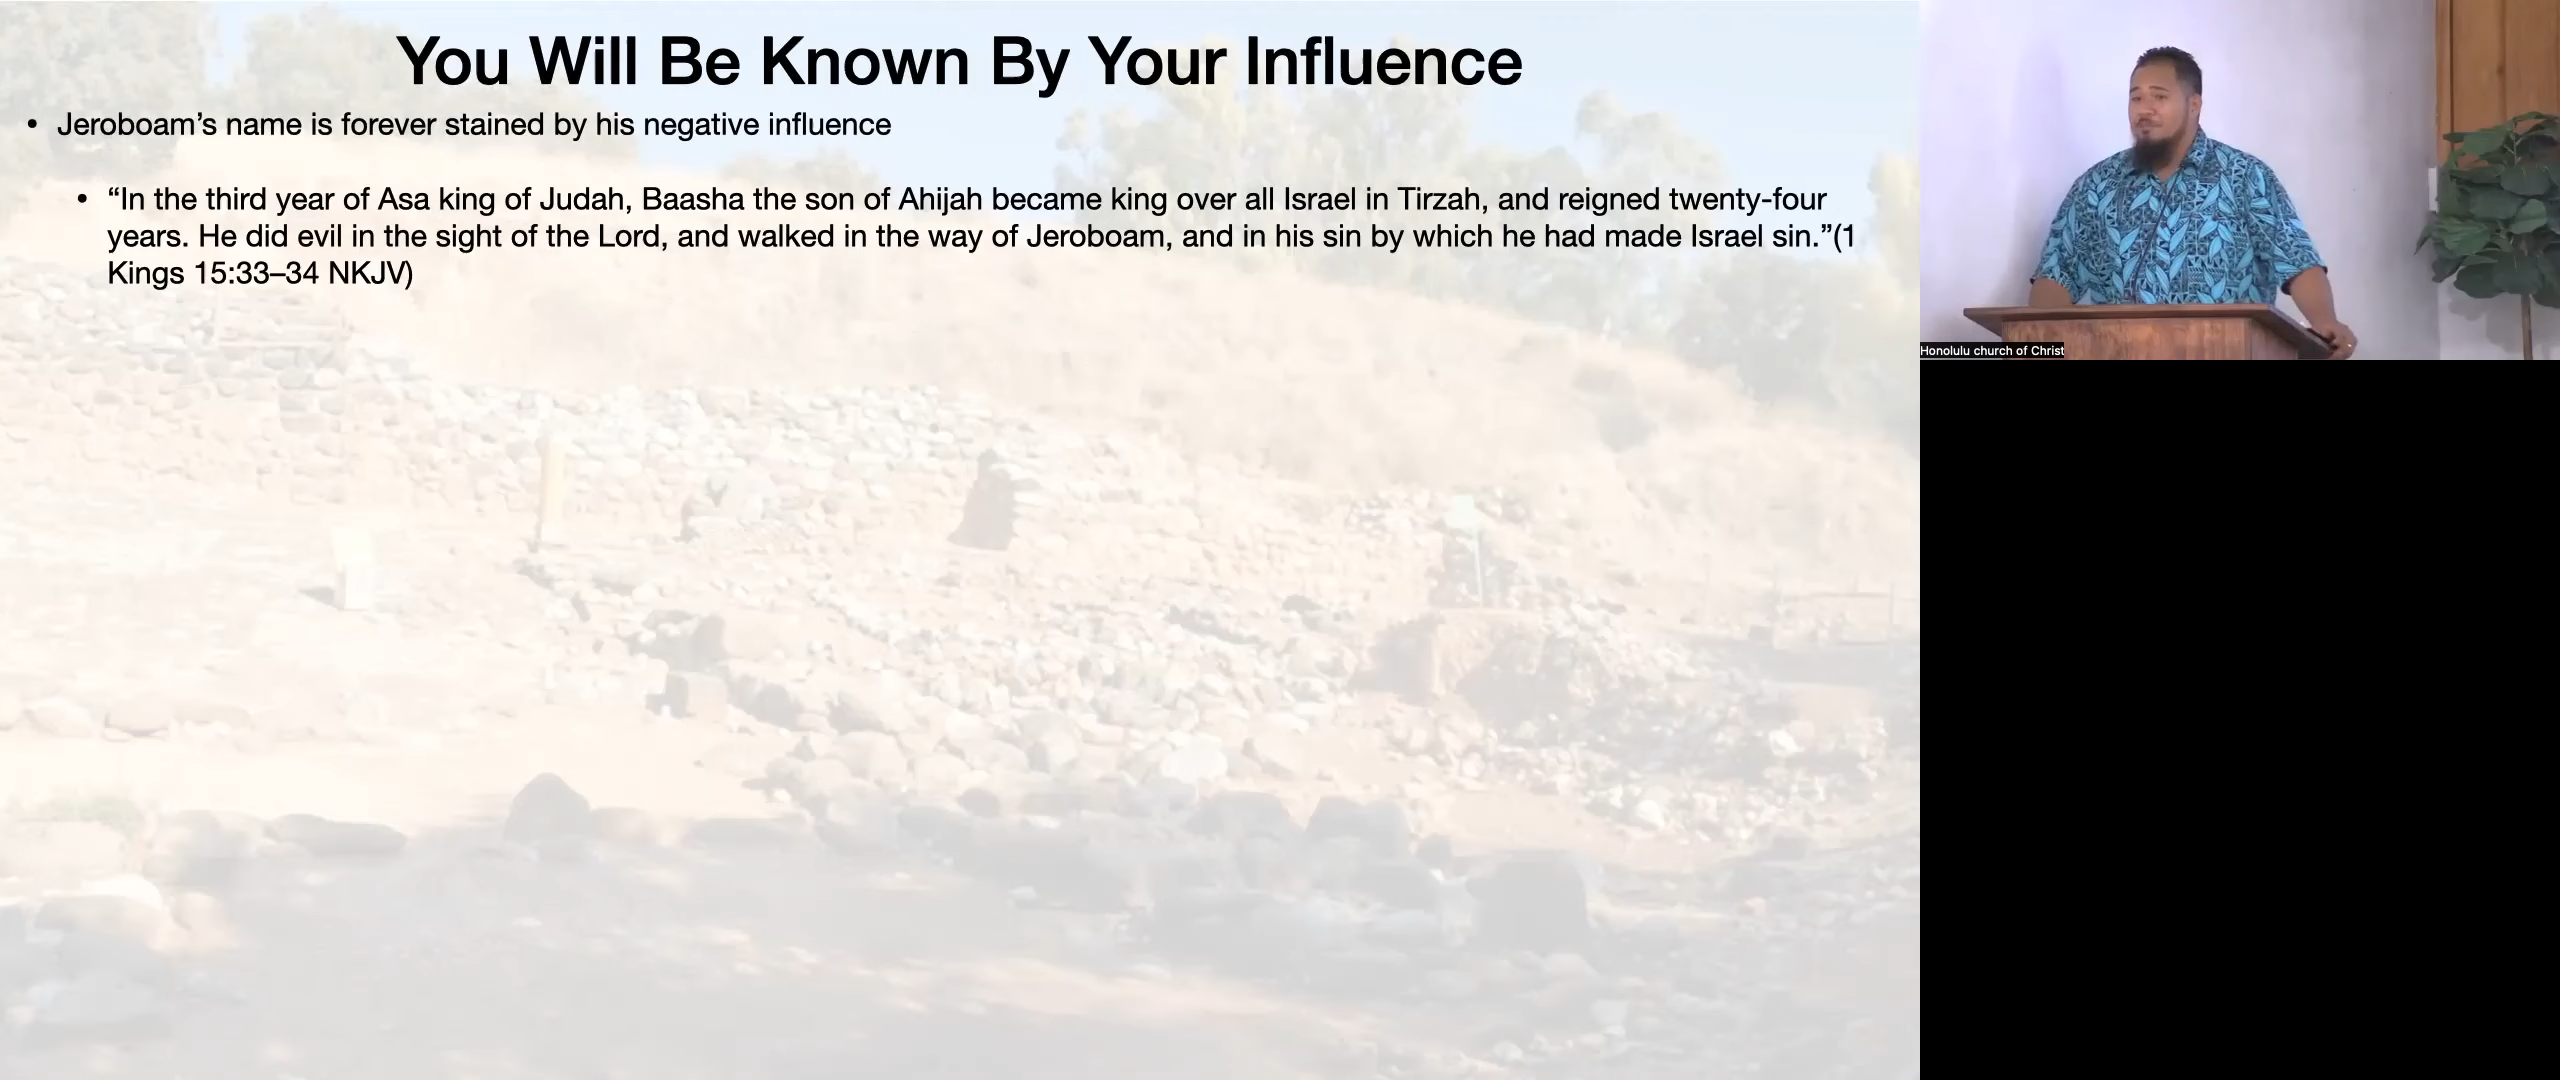 You Will Be Known By Your Influence
• Jeroboam’s name is forever stained by his negative influence
• “In the third year of Asa king of Judah, Baasha the son of Ahijah became king over all Israel in Tirzah, and reigned twenty-four
years. He did evil in the sight of the Lord, and walked in the way of Jeroboam, and in his sin by which he had made Israel sin.”(1
Kings 15:33–34 NKJV)
Honolulu church of Christ